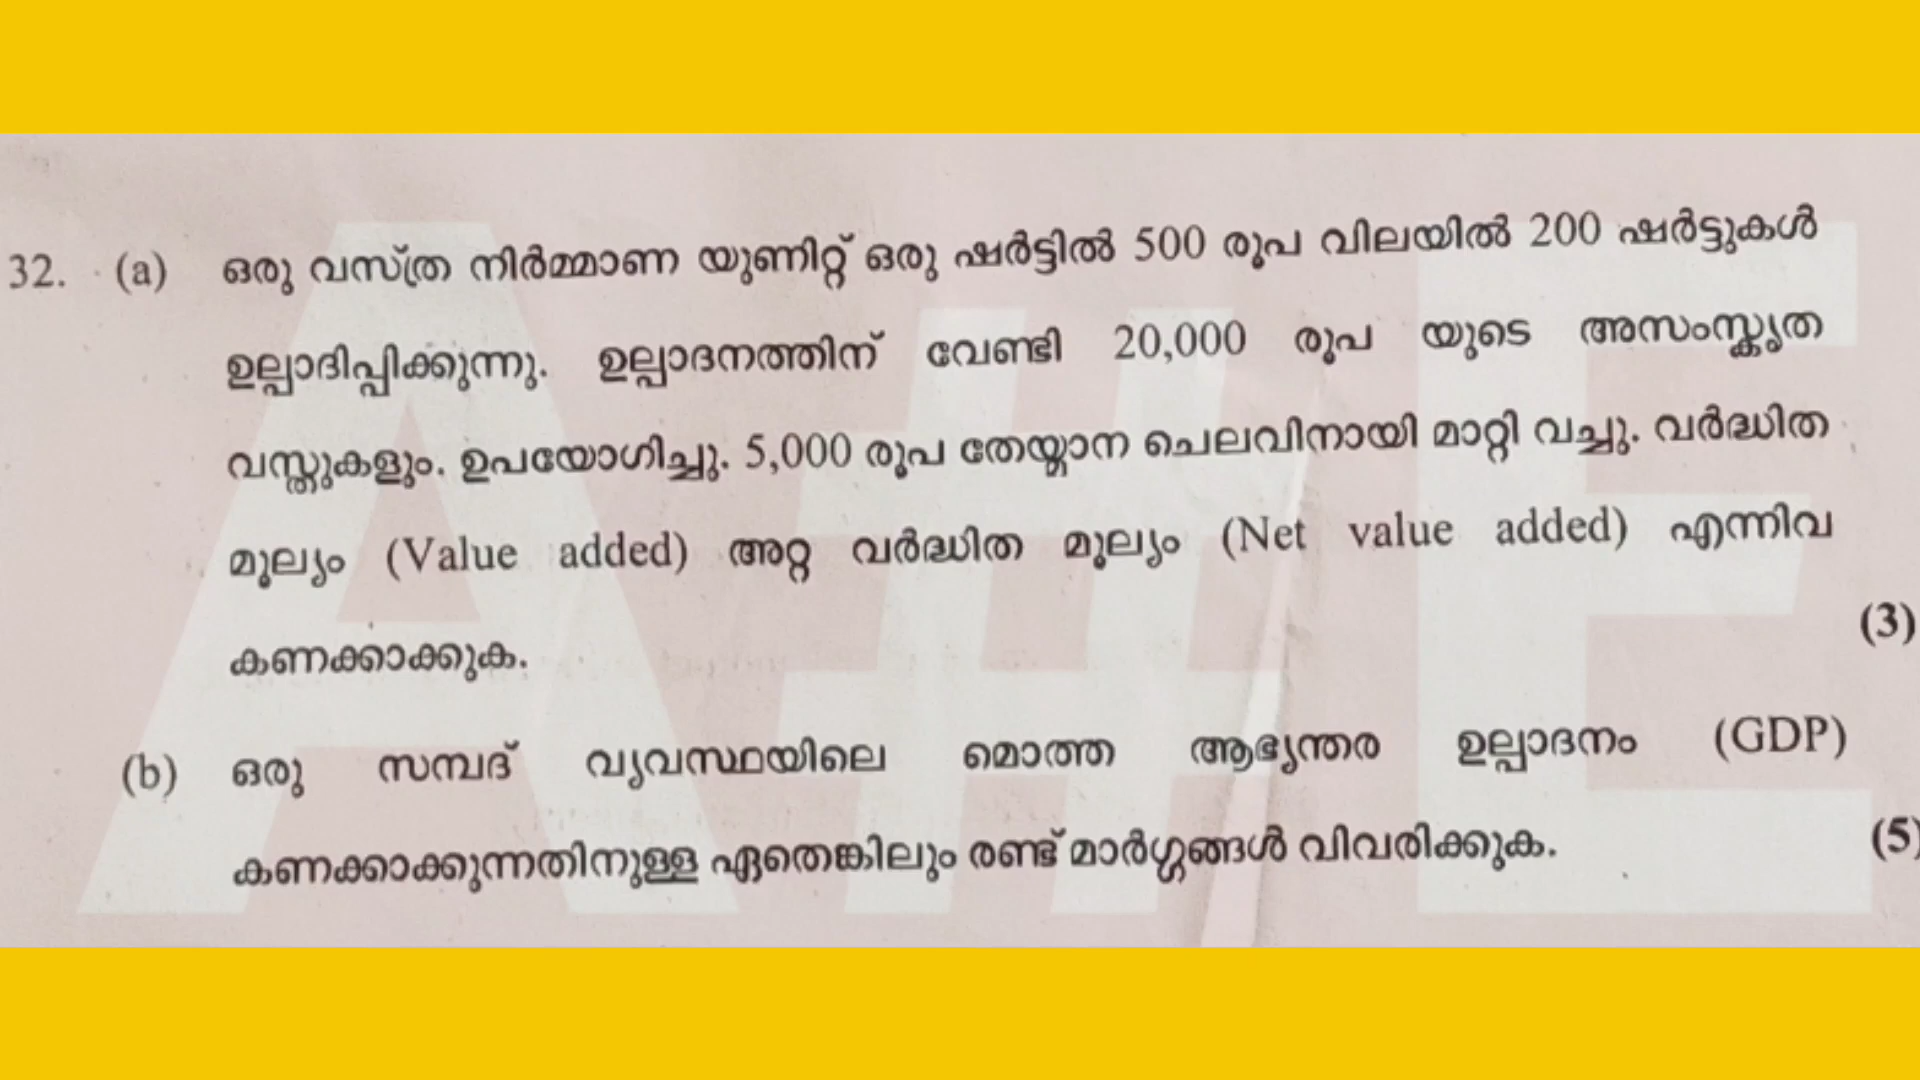 32. (a) ഒരു വസ്ത്ര നിർമ്മാണ യുണിറ്റ് ഒരു ഷർട്ടിൽ 500 രൂപ വിലയിൽ 200 ഷർട്ടുകൾ
ഉല്പാദിപ്പിക്കുന്നു. ഉല്പാദനത്തിന് വേണ്ടി 20,000 രൂപ യുടെ അസംസ്കൃത
വസ്തുകളും. ഉപയോഗിച്ചു. 5,000 രൂപ തേയ്മാന ചെലവിനായി മാറ്റി വച്ചു. വർദ്ധിത
മൂല്യം (Value added) അറ്റ വർദ്ധിത മൂല്യം (Net value added) എന്നിവ
കണക്കാക്കുക. (3)
(b) ഒരു സമ്പദ് വ്യവസ്ഥയിലെ മൊത്ത ആഭ്യന്തര ഉല്പാദനം (GDP)
കണക്കാക്കുന്നതിനുള്ള ഏതെങ്കിലും രണ്ട് മാർഗ്ഗങ്ങൾ വിവരിക്കുക. (5)
A+E